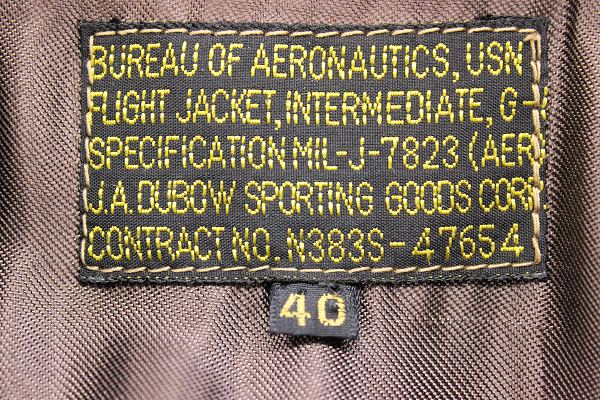 BUREAU OF AERONAUTICS, USN
FLIGHT JACKET, INTERMEDIATE, G-
SPECIFICATION MIL-J-7823 (AER)
J.A. DUBOW SPORTING GOODS CORP.
CONTRACT NO. N383S-47654
40